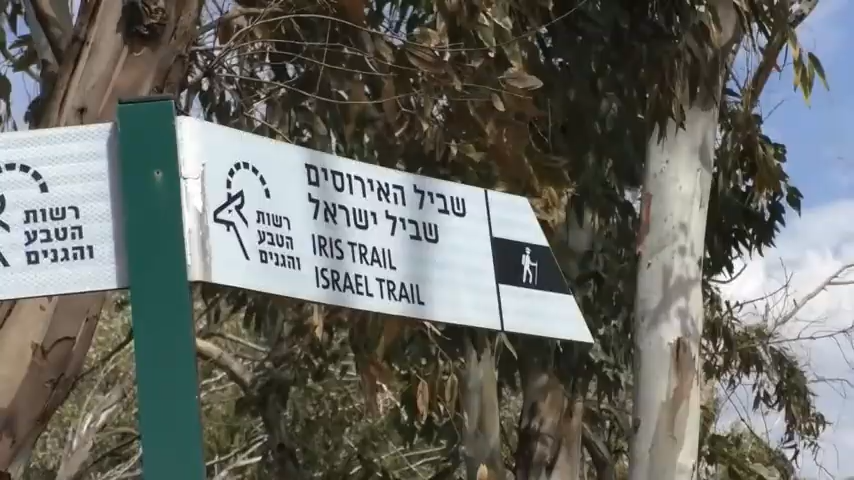 רשות
הטבע
והגנים
רשות
הטבע
והגנים
שביל האירוסים
שביל ישראל
IRIS TRAIL
ISRAEL TRAIL